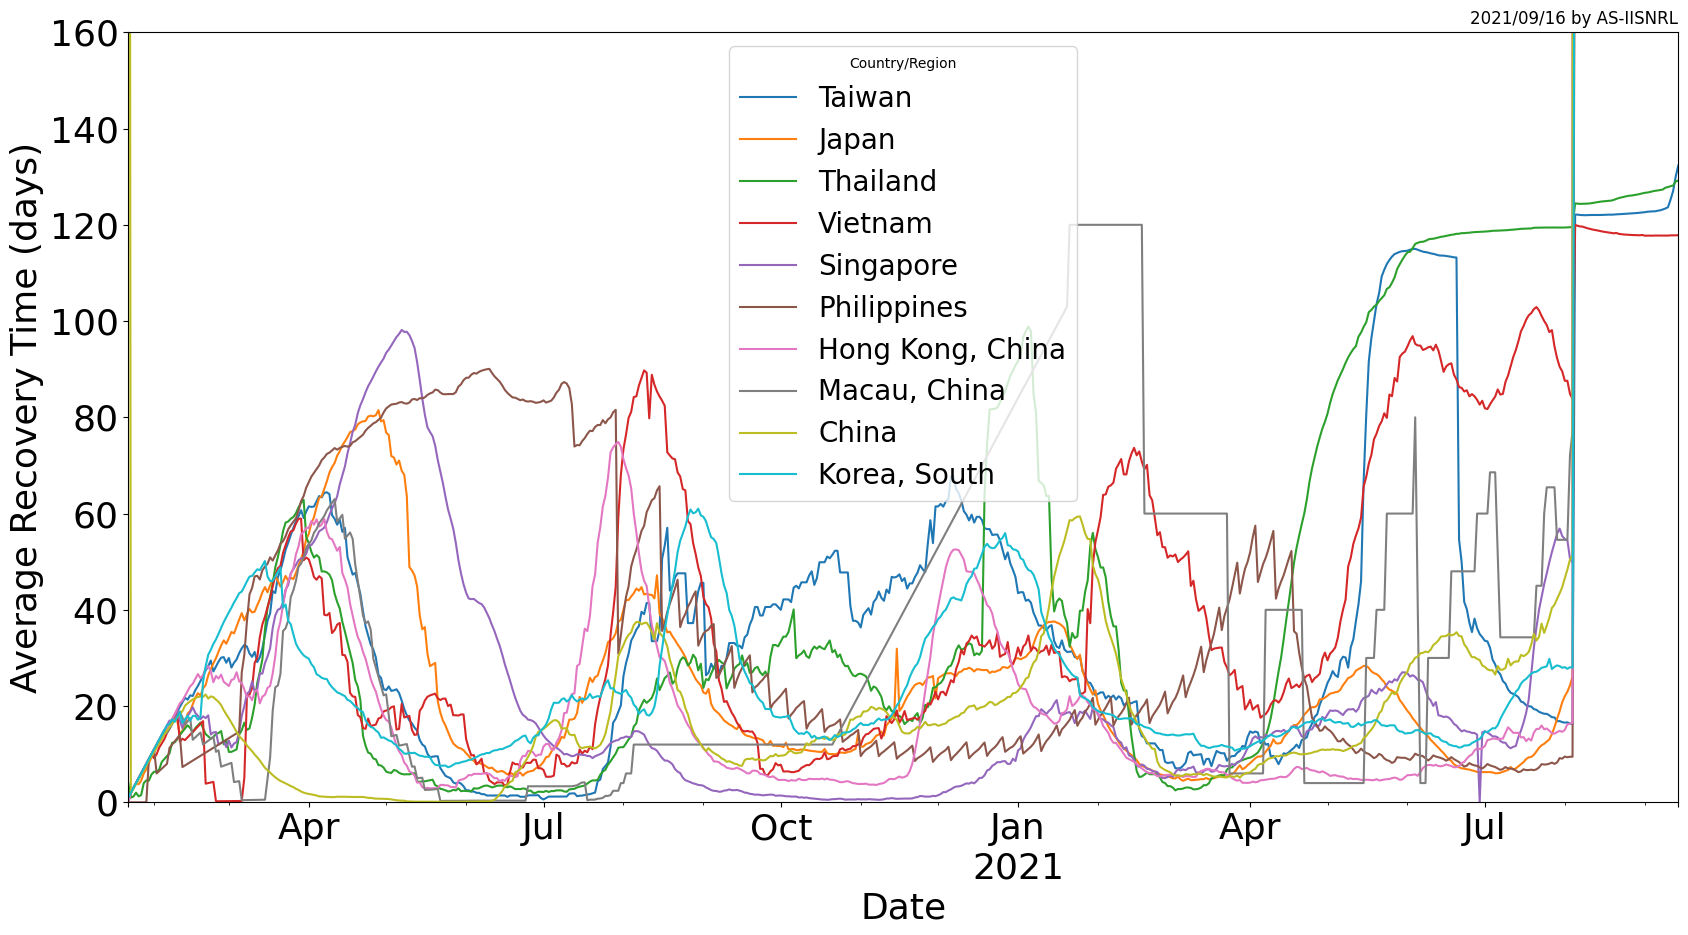 2021/09/16 by AS-IISNRL
160
140
120
100
80
60
40
20
0
Average Recovery Time (days)
Country/Region
Taiwan
Japan
Thailand
Vietnam
Singapore
Philippines
Hong Kong, China
Macau, China
China
Korea, South
Apr
Jul
Oct
Jan
2021
Apr
Jul
Date